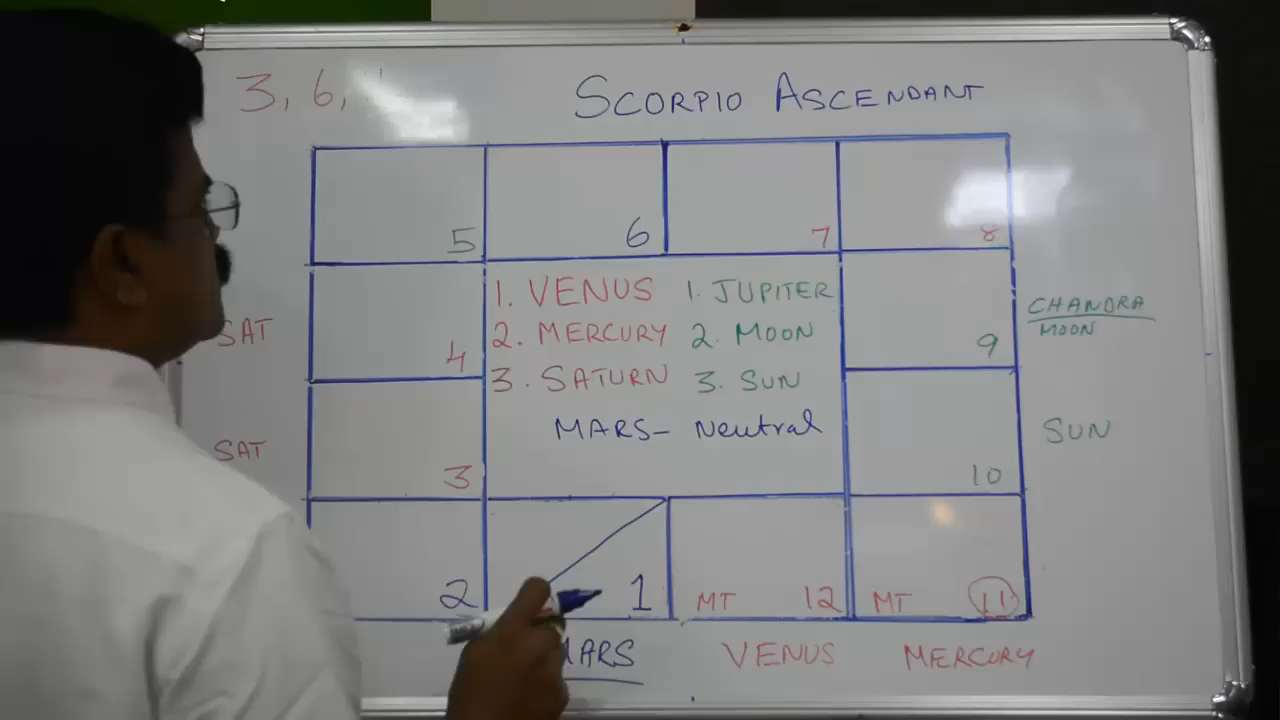 3, 6, 11
SCORPIO ASCENDANT
5 6 7 8
1. VENUS 1. JUPITER
CHANDRA
MOON
SAT 4 2. MERCURY 2. MOON 9
3. SATURN 3. SUN
MARS- Neutral SUN
SAT 3 10
2 1 MT 12 MT 11
VENUS MERCURY